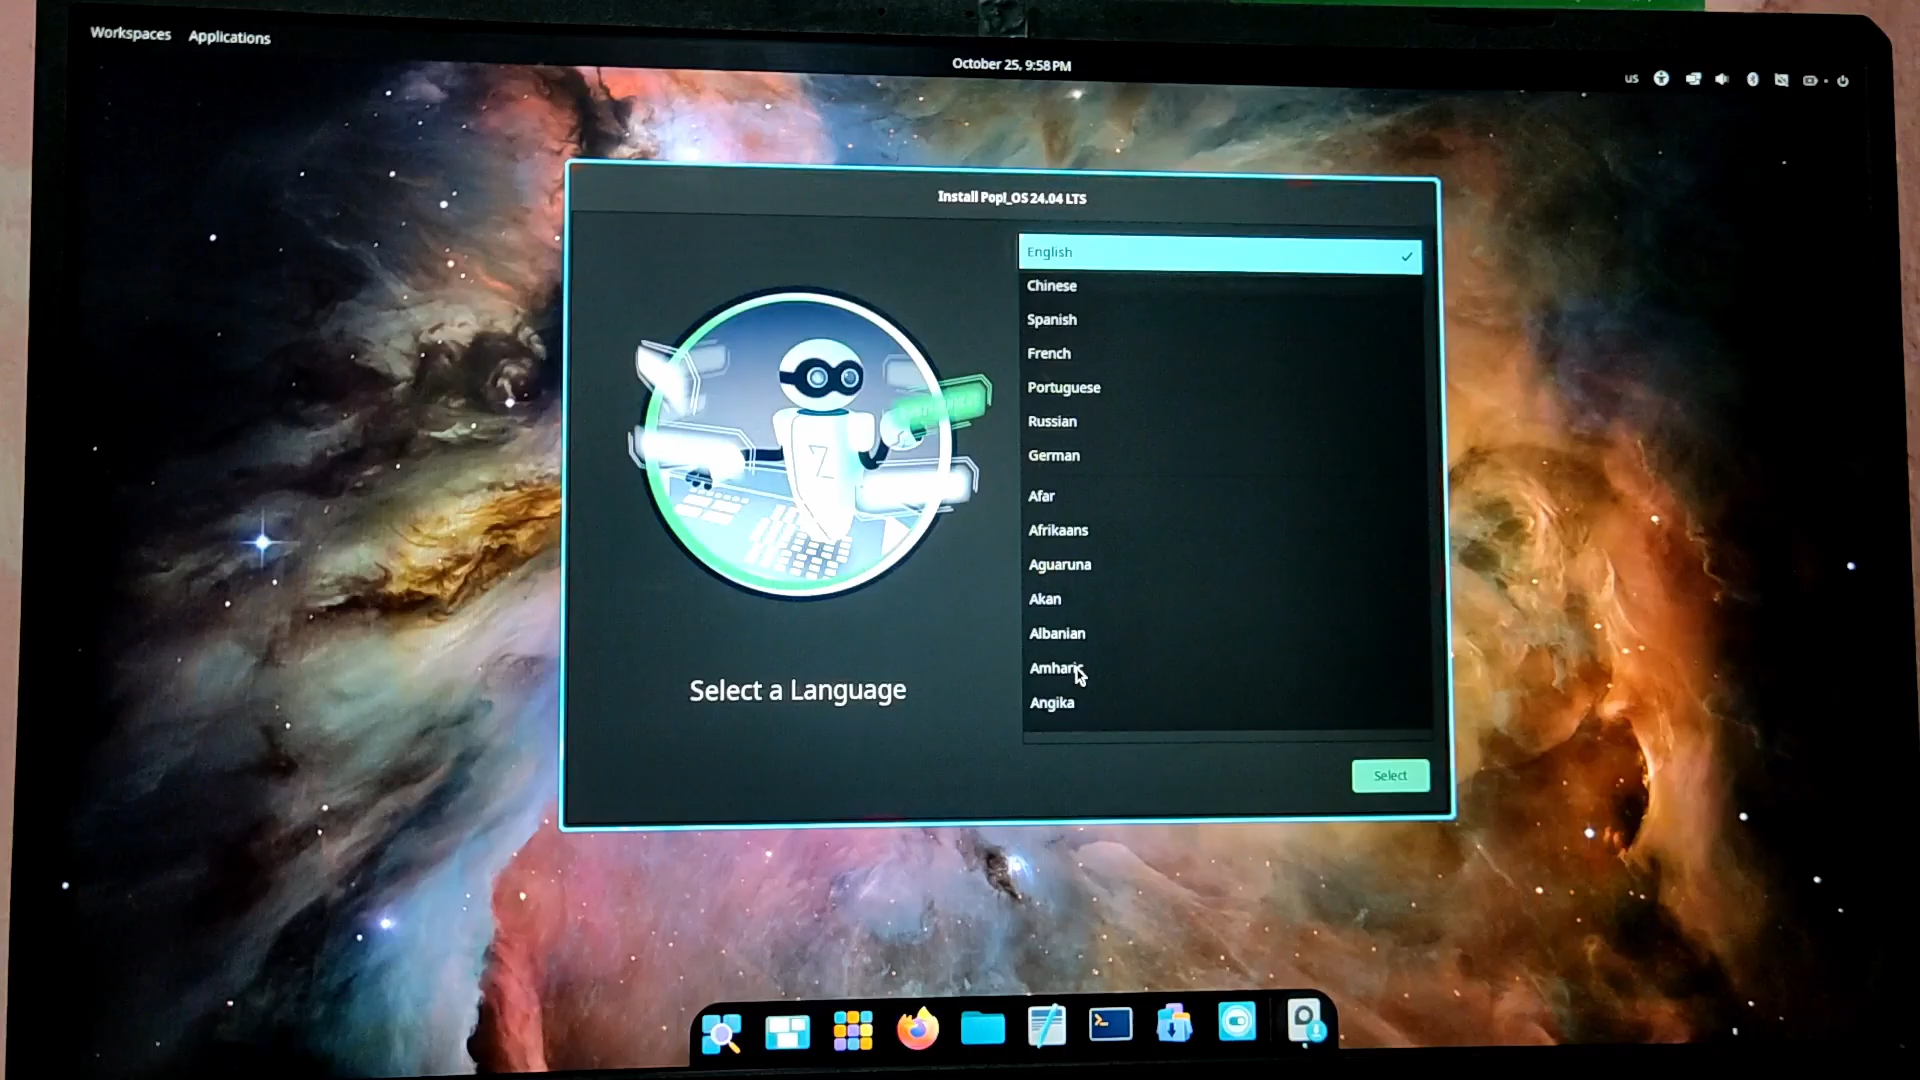 Workspaces Applications
October 25, 9:58 PM
us
Install Pop!_OS 24.04 LTS
English
Chinese
Spanish
French
Portuguese
Russian
German
Afar
Afrikaans
Aguaruna
Akan
Albanian
Amharic
Angika
Select a Language
Select